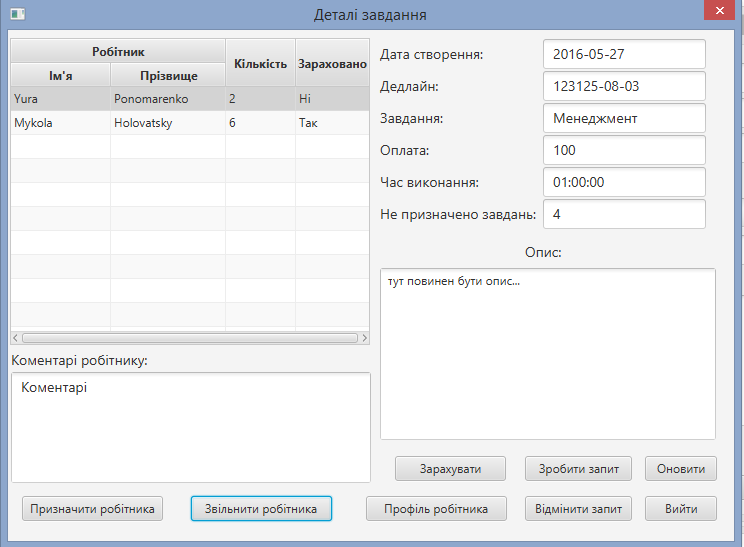 Деталі завдання
Робітник Кількість Зараховано
Ім'я Прізвище
Yura Ponomarenko 2 Ні
Mykola Holovatsky 6 Так
Коментарі робітнику:
Коментарі
Дата створення: 2016-05-27
Дедлайн: 123125-08-03
Завдання: Менеджмент
Оплата: 100
Час виконання: 01:00:00
Не призначено завдань: 4
Опис:
тут повинен бути опис...
Зарахувати Зробити запит Оновити
Призначити робітника Звільнити робітника Профіль робітника Відмінити запит Вийти